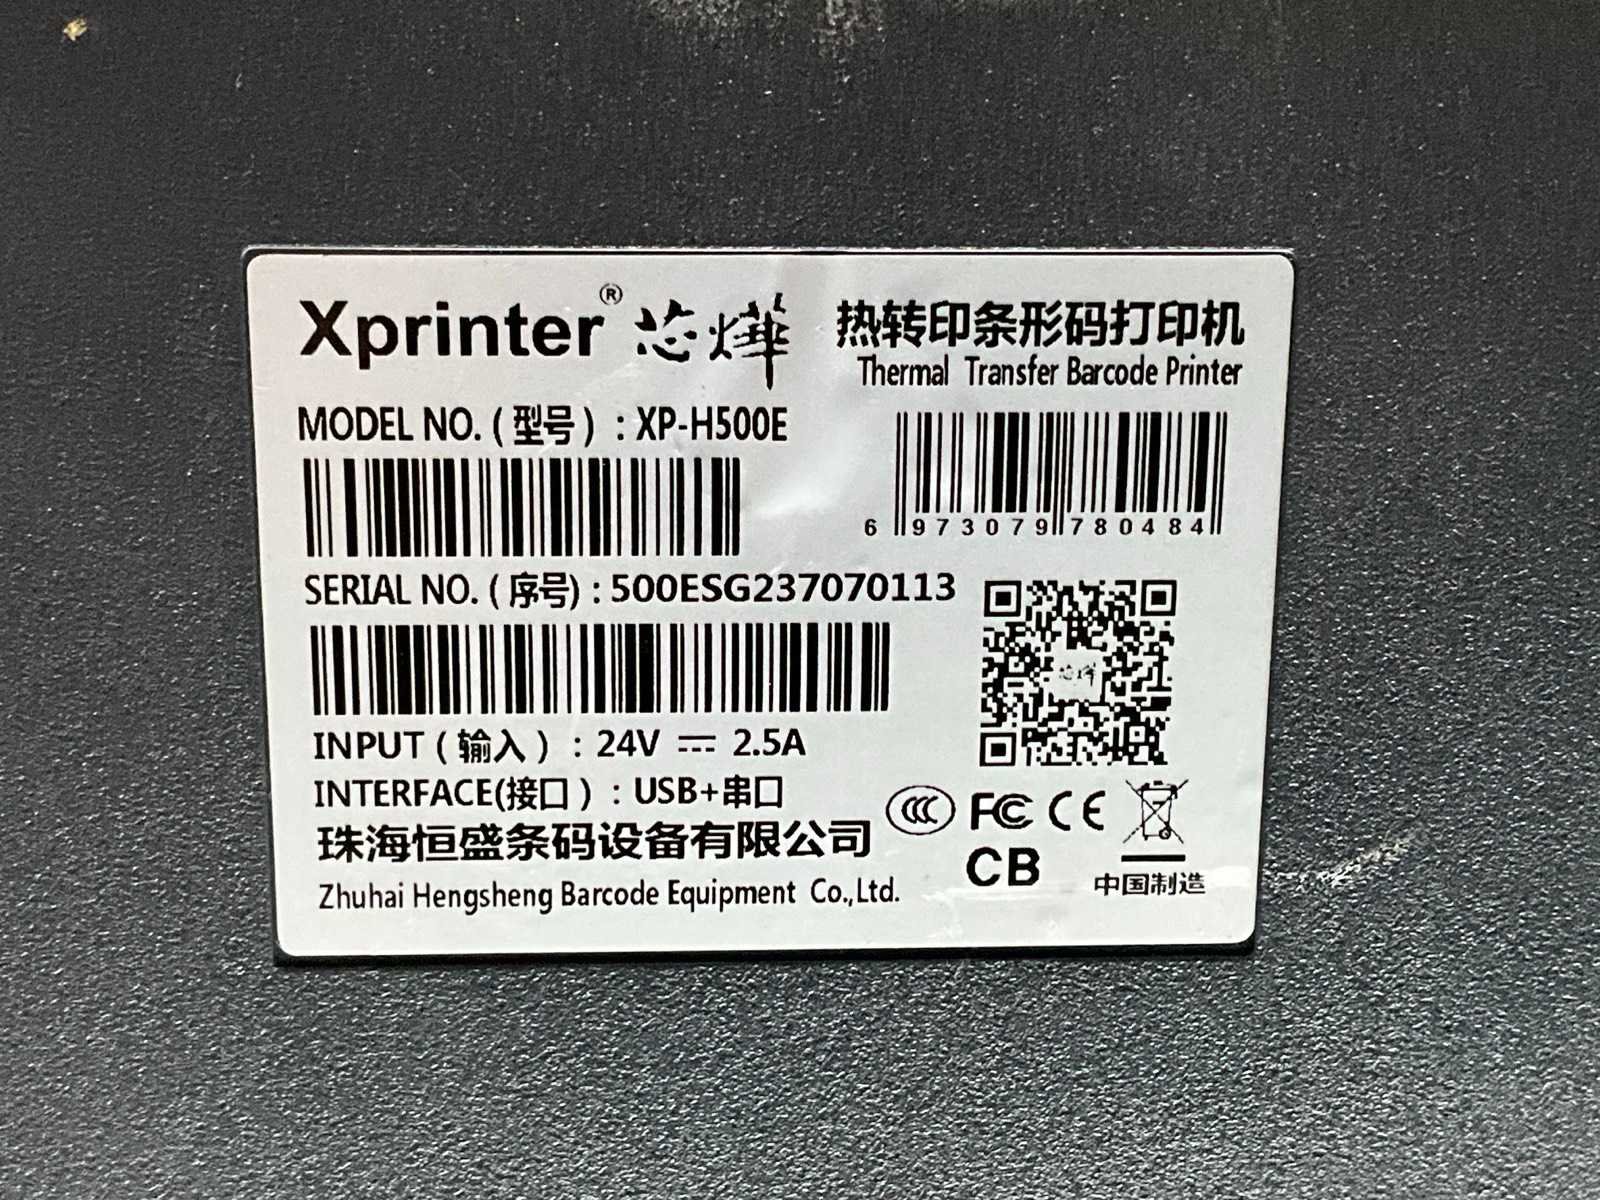 Xprinter® 芯烨
热转印条形码打印机
Thermal Transfer Barcode Printer
MODEL NO.(型号):XP-H500E
6 973079 780484
SERIAL NO.(序号):500ESG237070113
芯烨
INPUT(输入):24V ⎓ 2.5A
INTERFACE(接口):USB+串口
珠海恒盛条码设备有限公司
Zhuhai Hengsheng Barcode Equipment Co.,Ltd.
CCC FC CE
CB
中国制造